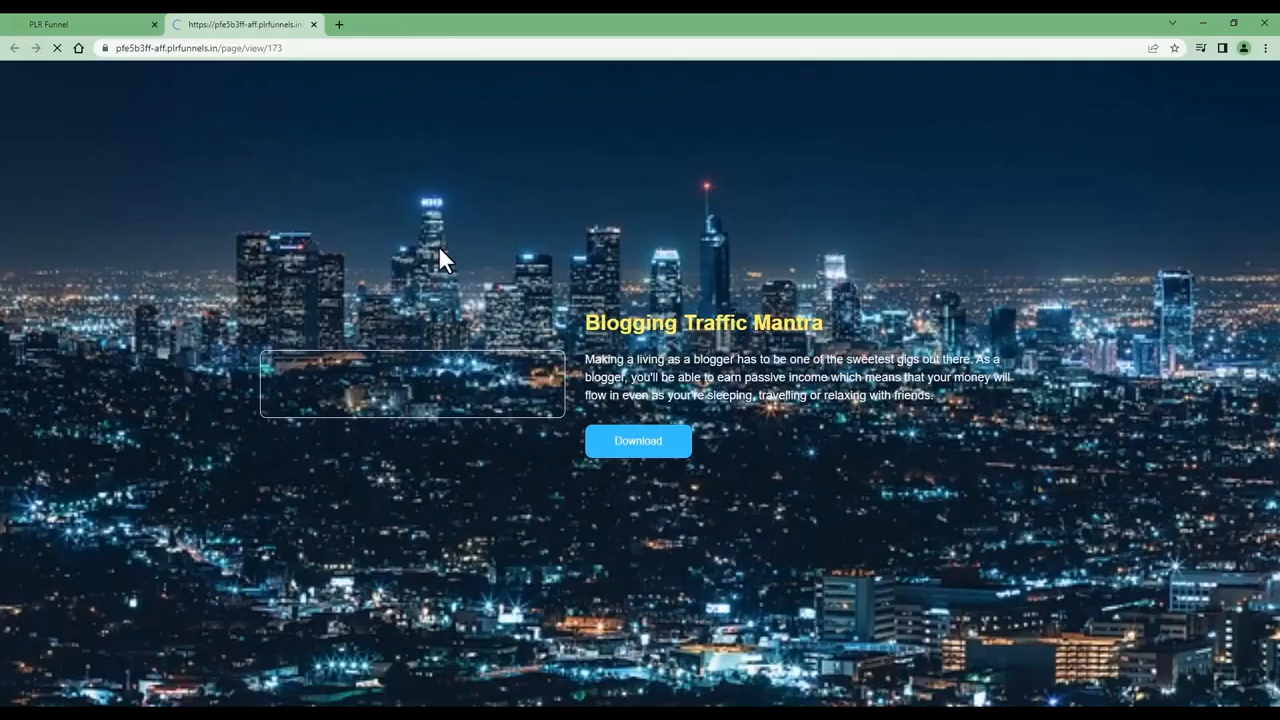 PLR Funnel
https://pfe5b3ff-aff.plrfunnels.in
pfe5b3ff-aff.plrfunnels.in/page/view/173
Blogging Traffic Mantra
Making a living as a blogger has to be one of the sweetest gigs out there. As a
blogger, you'll be able to earn passive income which means that your money will
flow in even as you're sleeping, travelling or relaxing with friends.
Download